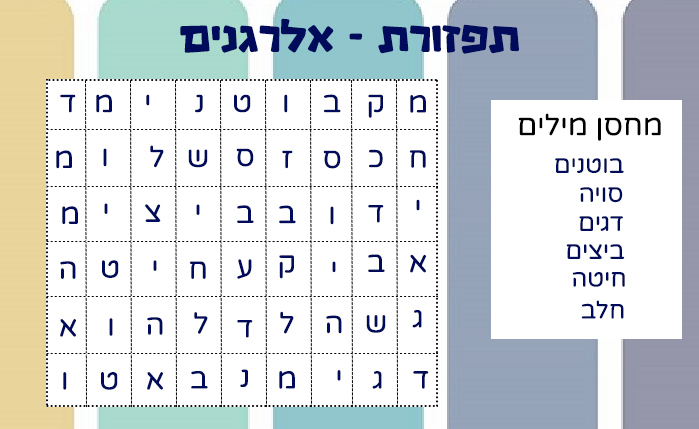 תפזורת - אלרגנים
מ ק ב ו ט נ י מ ד
ח כ ס ז ס ש ל ו מ
י ד ו ב ב י צ י מ
א ב י ק ע ח י ט ה
ג ש ה ל ד ל ה ו א
ד ג י מ נ ב א ט ו
מחסן מילים
בוטנים
סויה
דגים
ביצים
חיטה
חלב